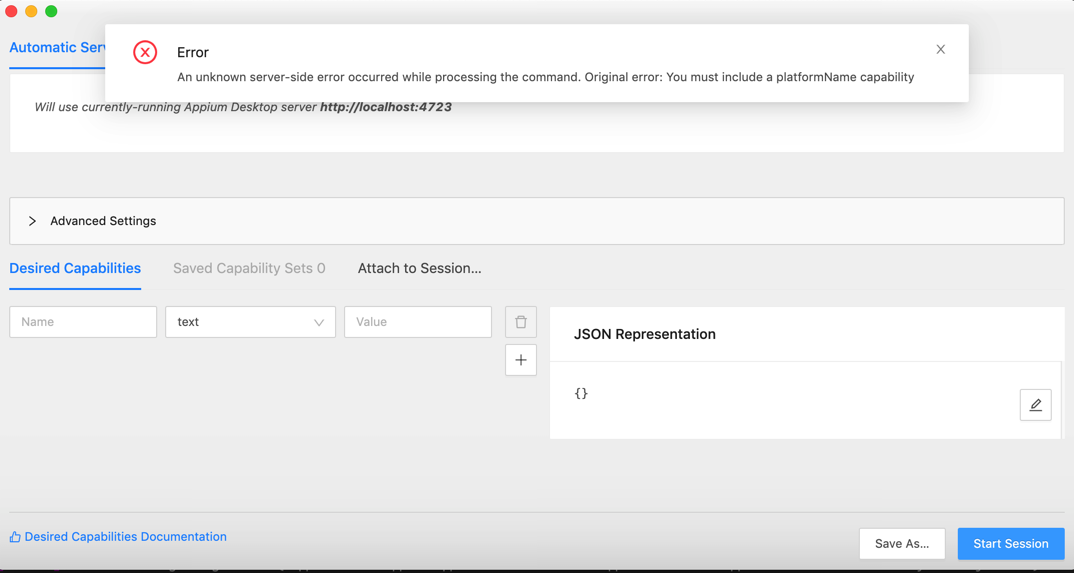 Automatic Ser
Error
An unknown server-side error occurred while processing the command. Original error: You must include a platformName capability
Will use currently-running Appium Desktop server http://localhost:4723
Advanced Settings
Desired Capabilities
Saved Capability Sets 0
Attach to Session...
Name
text
Value
JSON Representation
{}
Desired Capabilities Documentation
Save As...
Start Session